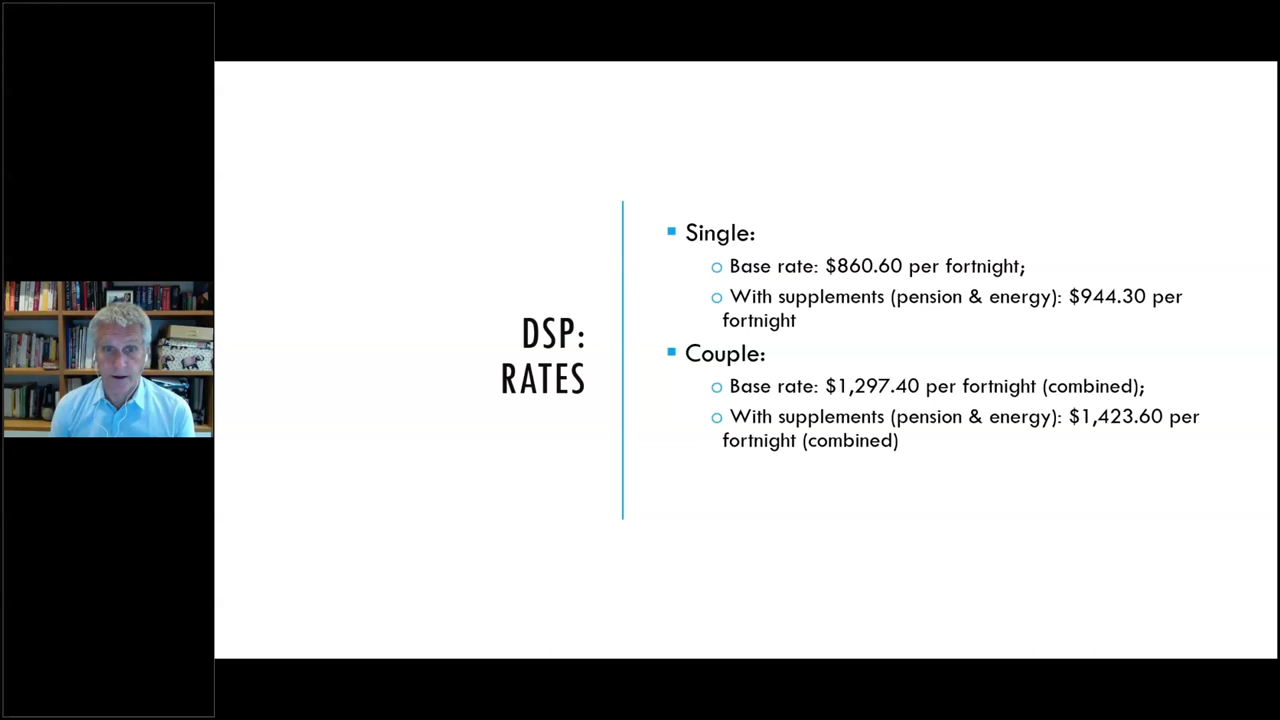 DSP:
RATES
Single:
Base rate: $860.60 per fortnight;
With supplements (pension & energy): $944.30 per
fortnight
Couple:
Base rate: $1,297.40 per fortnight (combined);
With supplements (pension & energy): $1,423.60 per
fortnight (combined)